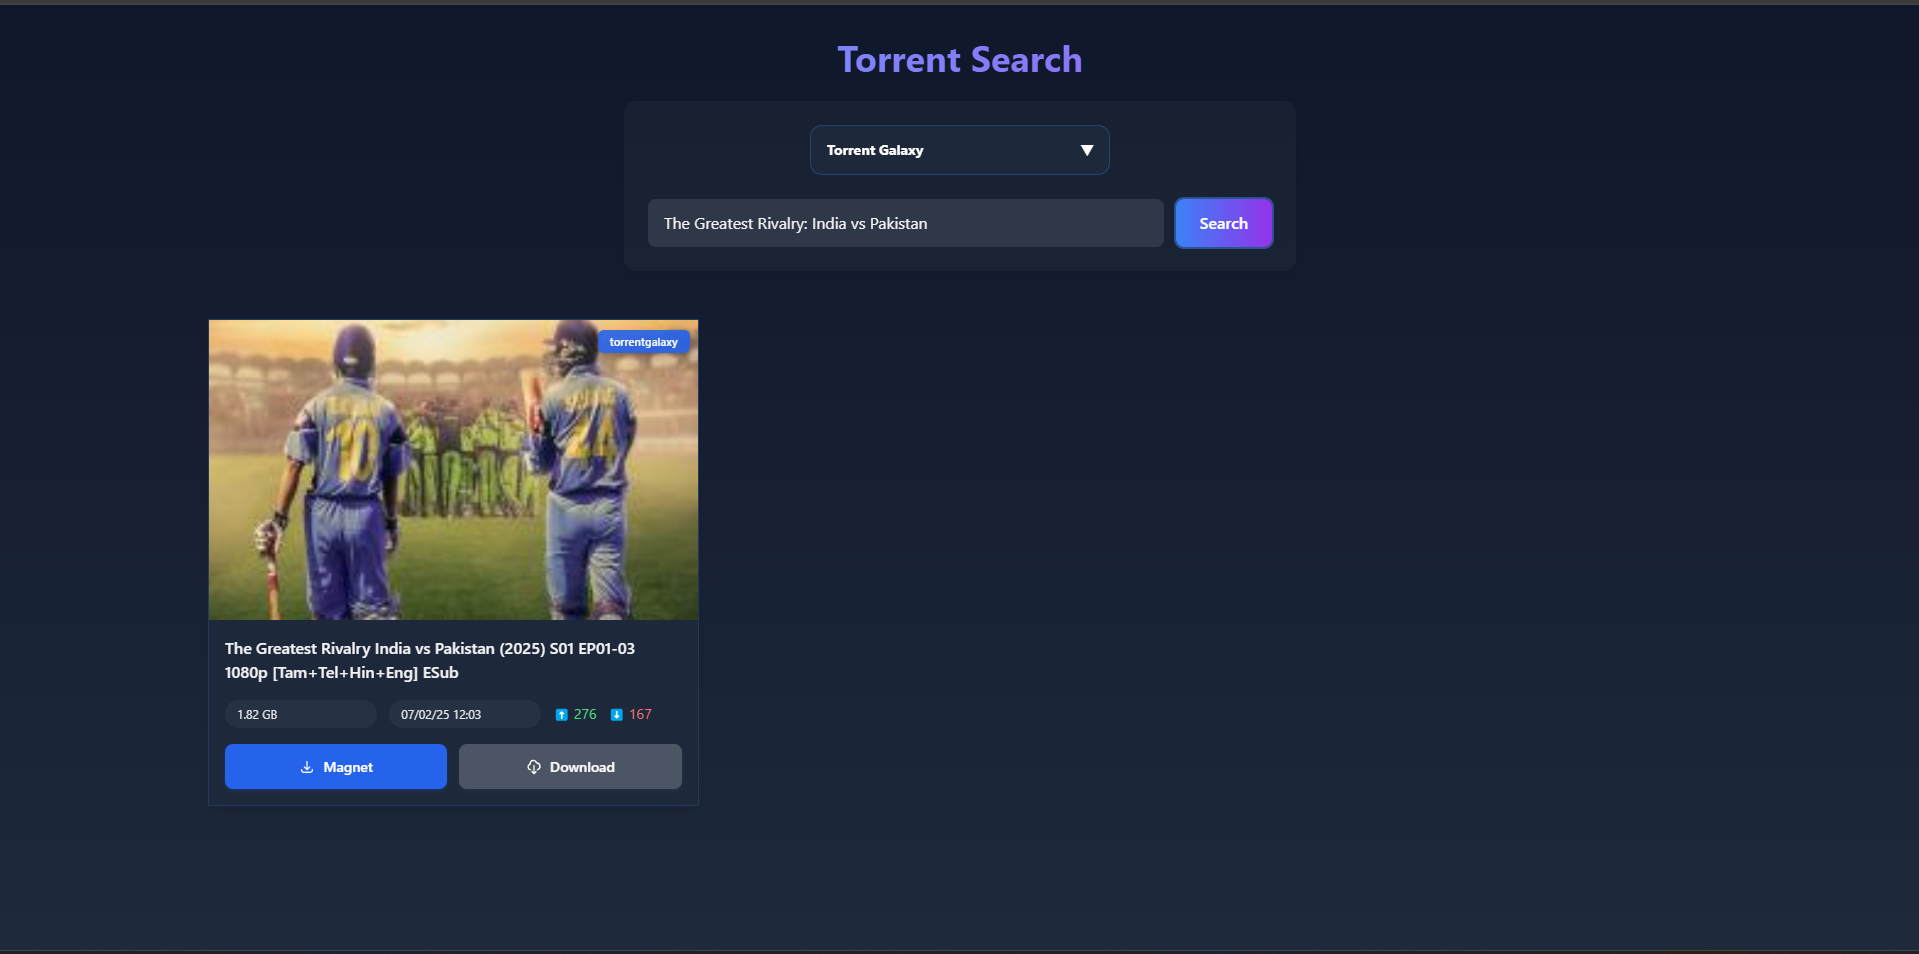 Torrent Search
Torrent Galaxy
The Greatest Rivalry: India vs Pakistan
Search
torrentgalaxy
10
44
The Greatest Rivalry India vs Pakistan (2025) S01 EP01-03
1080p [Tam+Tel+Hin+Eng] ESub
1.82 GB
07/02/25 12:03
276
167
Magnet
Download